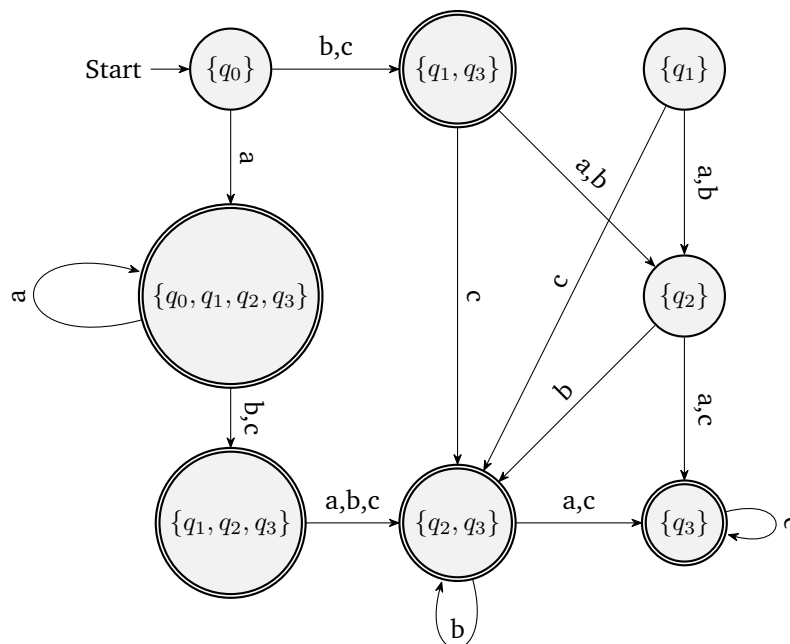 Start {q₀} b,c {q₁, q₃} {q₁}
a a,b a,b
a {q₀, q₁, q₂, q₃} c c {q₂}
b,c b a,c
{q₁, q₂, q₃} a,b,c {q₂, q₃} a,c {q₃} c
b